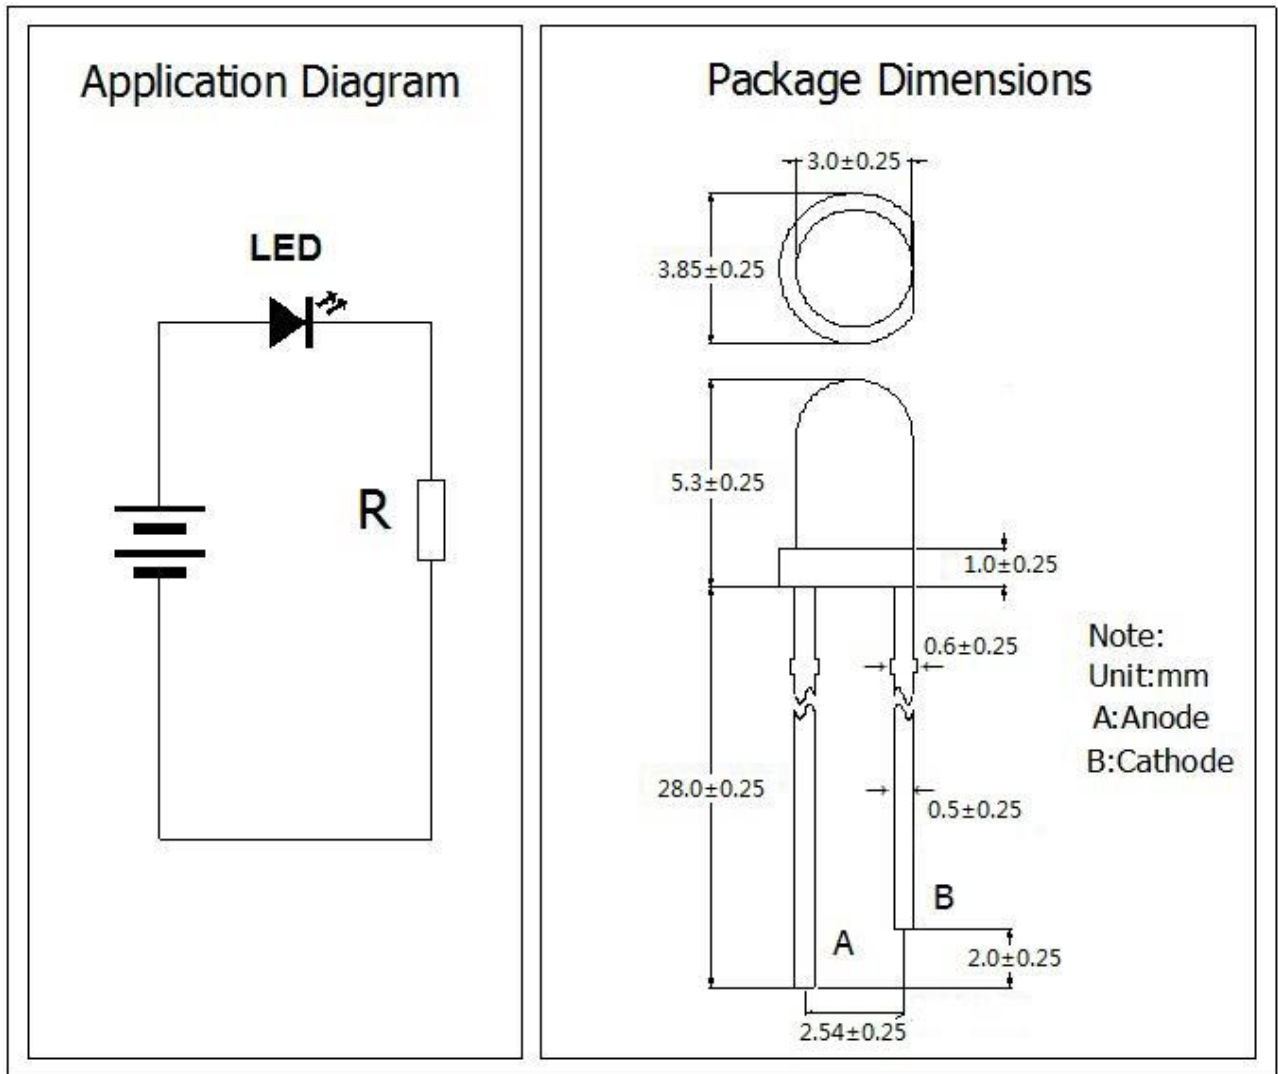 Application Diagram
LED
R
Package Dimensions
3.0±0.25
3.85±0.25
5.3±0.25
1.0±0.25
0.6±0.25
Note:
Unit:mm
A:Anode
B:Cathode
28.0±0.25
0.5±0.25
B
A
2.0±0.25
2.54±0.25